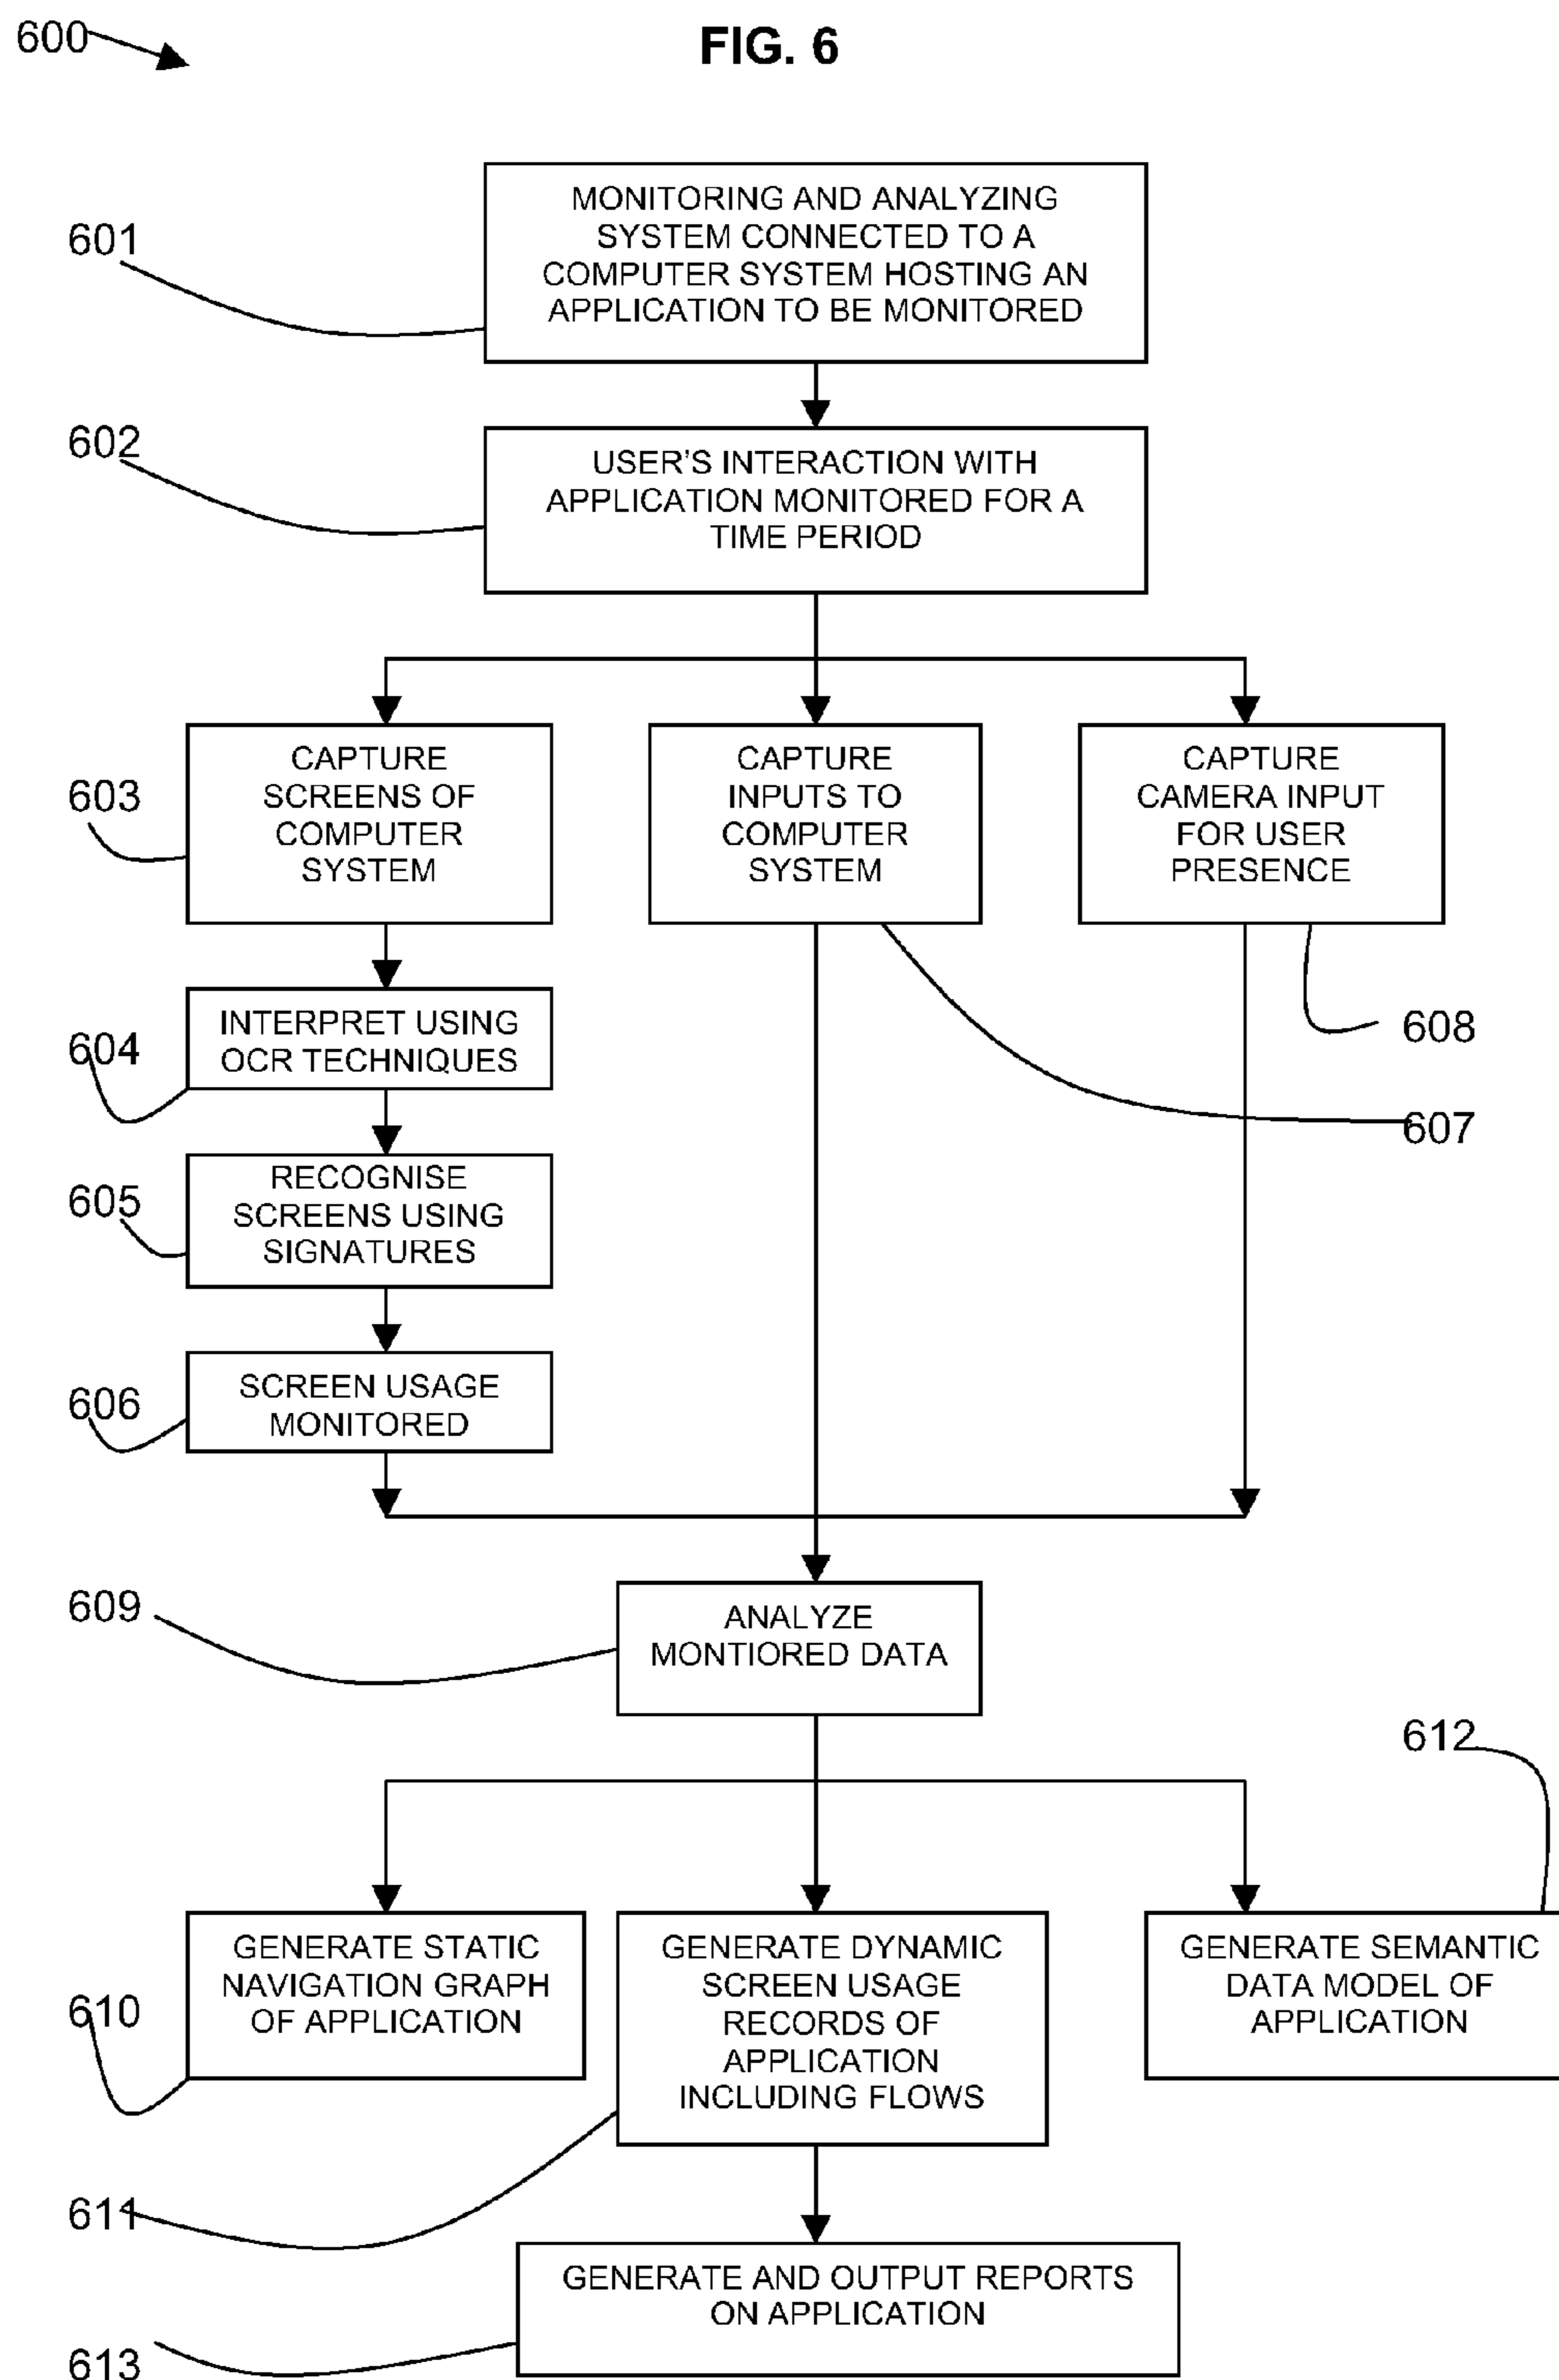 600
FIG. 6
601
MONITORING AND ANALYZING
SYSTEM CONNECTED TO A
COMPUTER SYSTEM HOSTING AN
APPLICATION TO BE MONITORED
602
USER'S INTERACTION WITH
APPLICATION MONITORED FOR A
TIME PERIOD
603
CAPTURE
SCREENS OF
COMPUTER
SYSTEM
CAPTURE
INPUTS TO
COMPUTER
SYSTEM
CAPTURE
CAMERA INPUT
FOR USER
PRESENCE
604
INTERPRET USING
OCR TECHNIQUES
608
607
605
RECOGNISE
SCREENS USING
SIGNATURES
606
SCREEN USAGE
MONITORED
609
ANALYZE
MONTIORED DATA
612
610
GENERATE STATIC
NAVIGATION GRAPH
OF APPLICATION
GENERATE DYNAMIC
SCREEN USAGE
RECORDS OF
APPLICATION
INCLUDING FLOWS
GENERATE SEMANTIC
DATA MODEL OF
APPLICATION
611
GENERATE AND OUTPUT REPORTS
ON APPLICATION
613